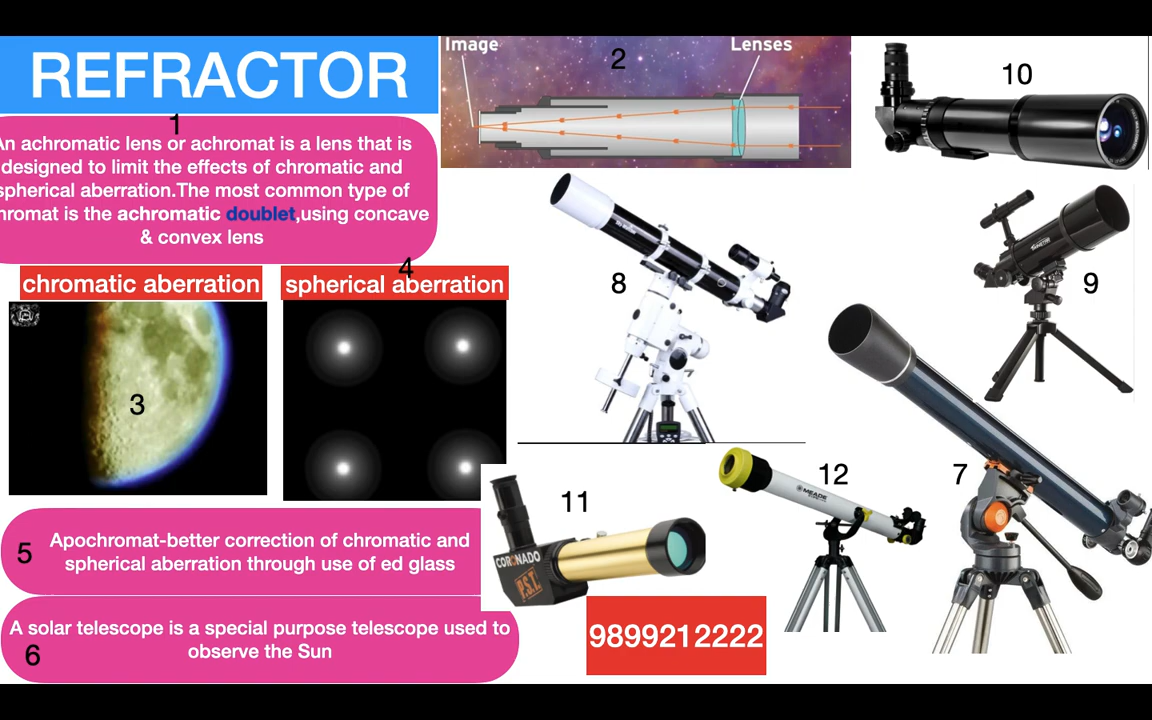 REFRACTOR
1
An achromatic lens or achromat is a lens that is
designed to limit the effects of chromatic and
spherical aberration.The most common type of
hromat is the achromatic doublet,using concave
& convex lens
Image
2
Lenses
10
chromatic aberration
4
spherical aberration
3
8
9
5
Apochromat-better correction of chromatic and
spherical aberration through use of ed glass
6
A solar telescope is a special purpose telescope used to
observe the Sun
11
CORONADO
P.S.T.
12
MEADE
7
9899212222